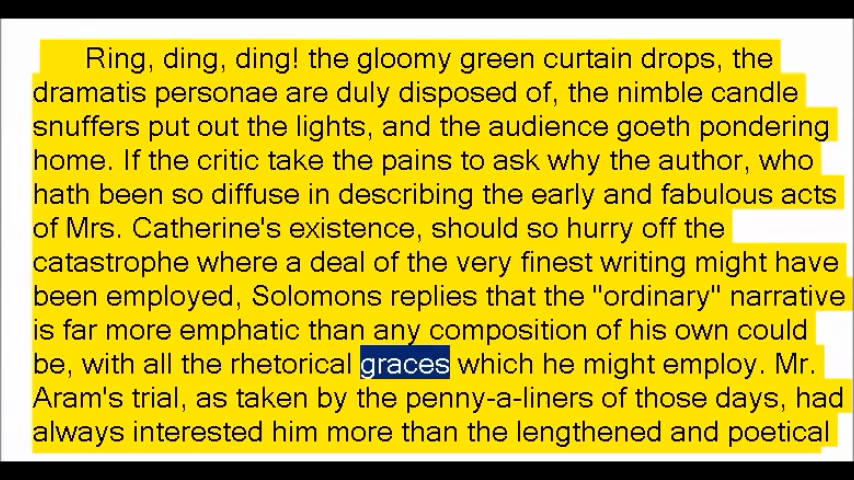 Ring, ding, ding! the gloomy green curtain drops, the
dramatis personae are duly disposed of, the nimble candle
snuffers put out the lights, and the audience goeth pondering
home. If the critic take the pains to ask why the author, who
hath been so diffuse in describing the early and fabulous acts
of Mrs. Catherine's existence, should so hurry off the
catastrophe where a deal of the very finest writing might have
been employed, Solomons replies that the "ordinary" narrative
is far more emphatic than any composition of his own could
be, with all the rhetorical graces which he might employ. Mr.
Aram's trial, as taken by the penny-a-liners of those days, had
always interested him more than the lengthened and poetical